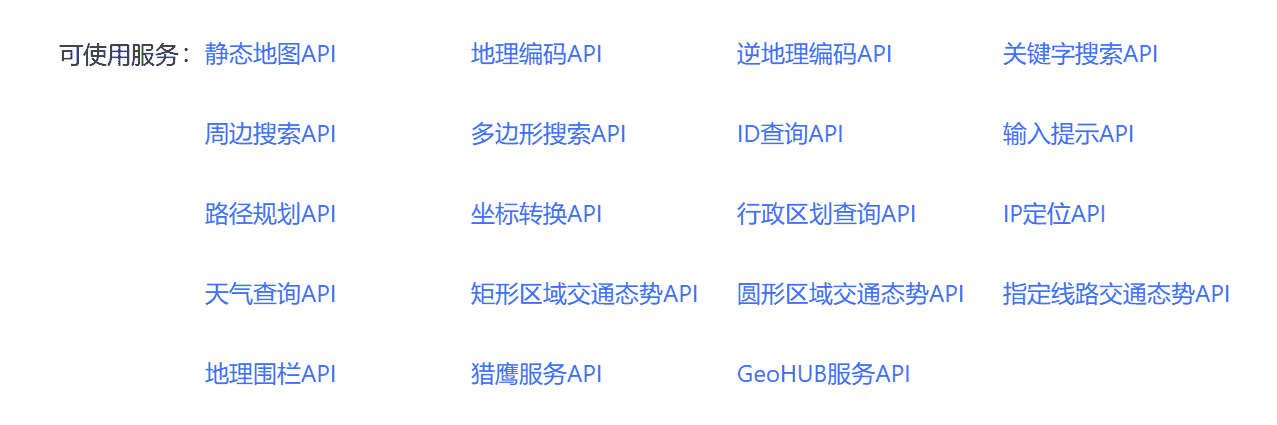 可使用服务： 静态地图API 地理编码API 逆地理编码API 关键字搜索API
周边搜索API 多边形搜索API ID查询API 输入提示API
路径规划API 坐标转换API 行政区划查询API IP定位API
天气查询API 矩形区域交通态势API 圆形区域交通态势API 指定线路交通态势API
地理围栏API 猎鹰服务API GeoHUB服务API